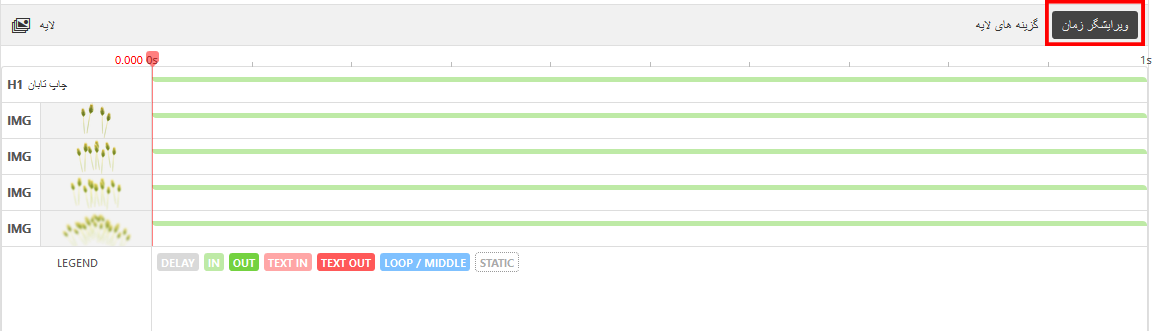 ویرایشگر زمان
گزینه های لایه
لایه
0.000 0s 1s
H1 چاپ تابان
IMG
IMG
IMG
IMG
LEGEND DELAY IN OUT TEXT IN TEXT OUT LOOP / MIDDLE STATIC